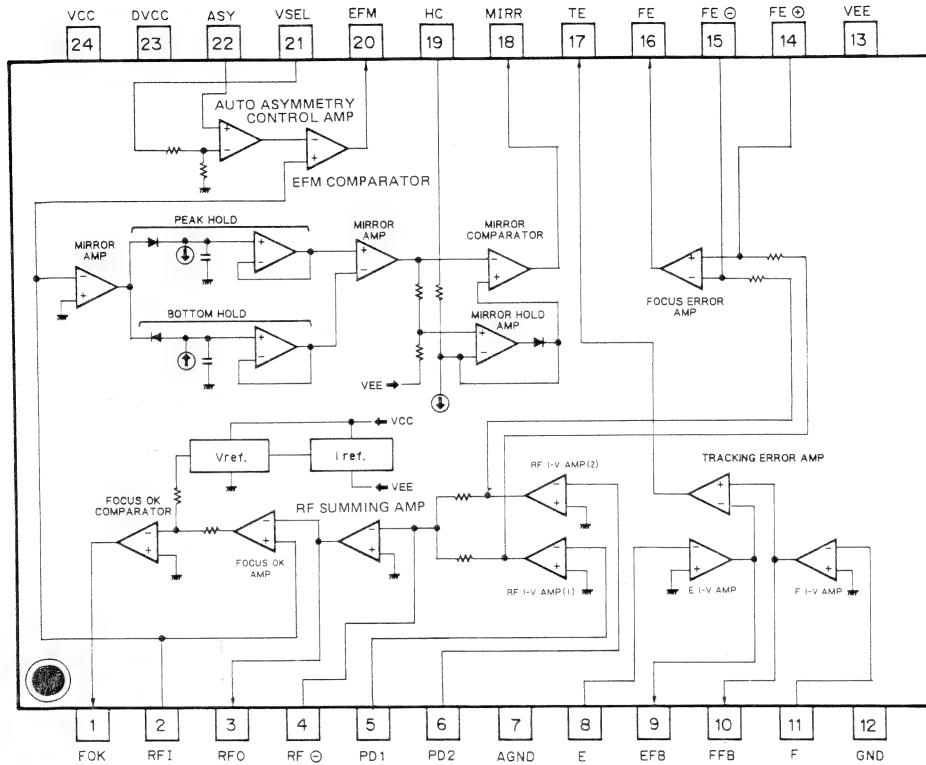 VCC DVCC ASY VSEL EFM HC MIRR TE FE FE ⊖ FE ⊕ VEE
24 23 22 21 20 19 18 17 16 15 14 13
AUTO ASYMMETRY
CONTROL AMP
EFM COMPARATOR
PEAK HOLD
MIRROR
AMP
MIRROR
COMPARATOR
MIRROR
AMP
FOCUS ERROR
AMP
BOTTOM HOLD
MIRROR HOLD
AMP
VEE
VCC
Vref.
I ref.
VEE
RF I-V AMP(2)
TRACKING ERROR AMP
FOCUS OK
COMPARATOR
RF SUMMING AMP
FOCUS OK
AMP
RF I-V AMP(1)
E I-V AMP
F I-V AMP
1 2 3 4 5 6 7 8 9 10 11 12
FOK RFI RFO RF ⊖ PD1 PD2 AGND E EFB FFB F GND